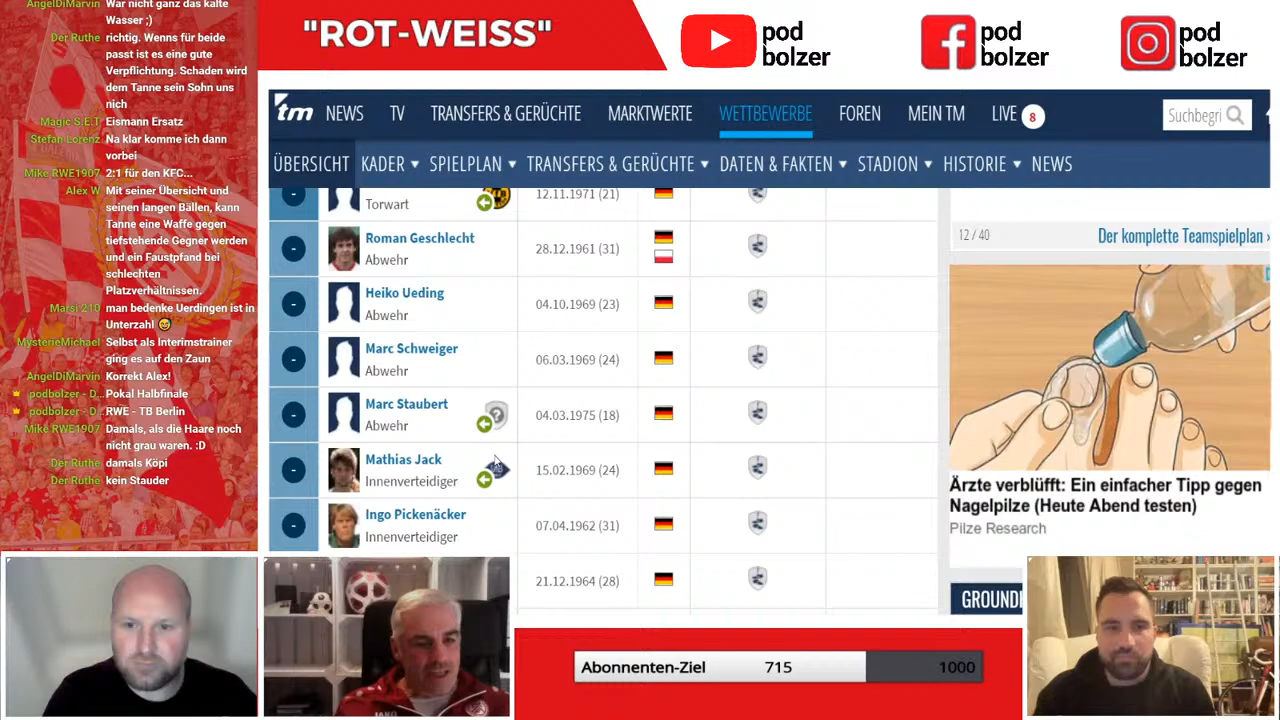 AngelDiMarvin War nicht ganz das kalte
Wasser ;)
Der Ruthe richtig. Wenns für beide
passt ist es eine gute
Verpflichtung. Schaden wird
dem Tanne sein Sohn uns
nich
Magic S.E.T Eismann Ersatz
Stefan Lorenz Na klar komme ich dann
vorbei
Mike RWE1907 2:1 für den KFC...
Alex W Mit seiner Übersicht und
seinen langen Bällen, kann
Tanne eine Waffe gegen
tiefstehende Gegner werden
und ein Faustpfand bei
schlechten
Platzverhältnissen.
Marsi 210 man bedenke Uerdingen ist in
Unterzahl
MysterieMichael Selbst als Interimstrainer
ging es auf den Zaun
AngelDiMarvin Korrekt Alex!
podbolzer - D... Pokal Halbfinale
podbolzer - D... RWE - TB Berlin
Mike RWE1907 Damals, als die Haare noch
nicht grau waren. :D
Der Ruthe damals Köpi
Der Ruthe kein Stauder
"ROT-WEISS"
pod
bolzer
pod
bolzer
pod
bolzer
tm NEWS TV TRANSFERS & GERÜCHTE MARKTWERTE WETTBEWERBE FOREN MEIN TM LIVE 8 Suchbegri
ÜBERSICHT KADER SPIELPLAN TRANSFERS & GERÜCHTE DATEN & FAKTEN STADION HISTORIE NEWS
- Torwart 12.11.1971 (21)
- Roman Geschlecht
Abwehr 28.12.1961 (31)
- Heiko Ueding
Abwehr 04.10.1969 (23)
- Marc Schweiger
Abwehr 06.03.1969 (24)
- Marc Staubert
Abwehr ? 04.03.1975 (18)
- Mathias Jack
Innenverteidiger 15.02.1969 (24)
- Ingo Pickenäcker
Innenverteidiger 07.04.1962 (31)
21.12.1964 (28)
12 / 40 Der komplette Teamspielplan ›
Ärzte verblüfft: Ein einfacher Tipp gegen
Nagelpilze (Heute Abend testen)
Pilze Research
JAKO
Abonnenten-Ziel 715 1000